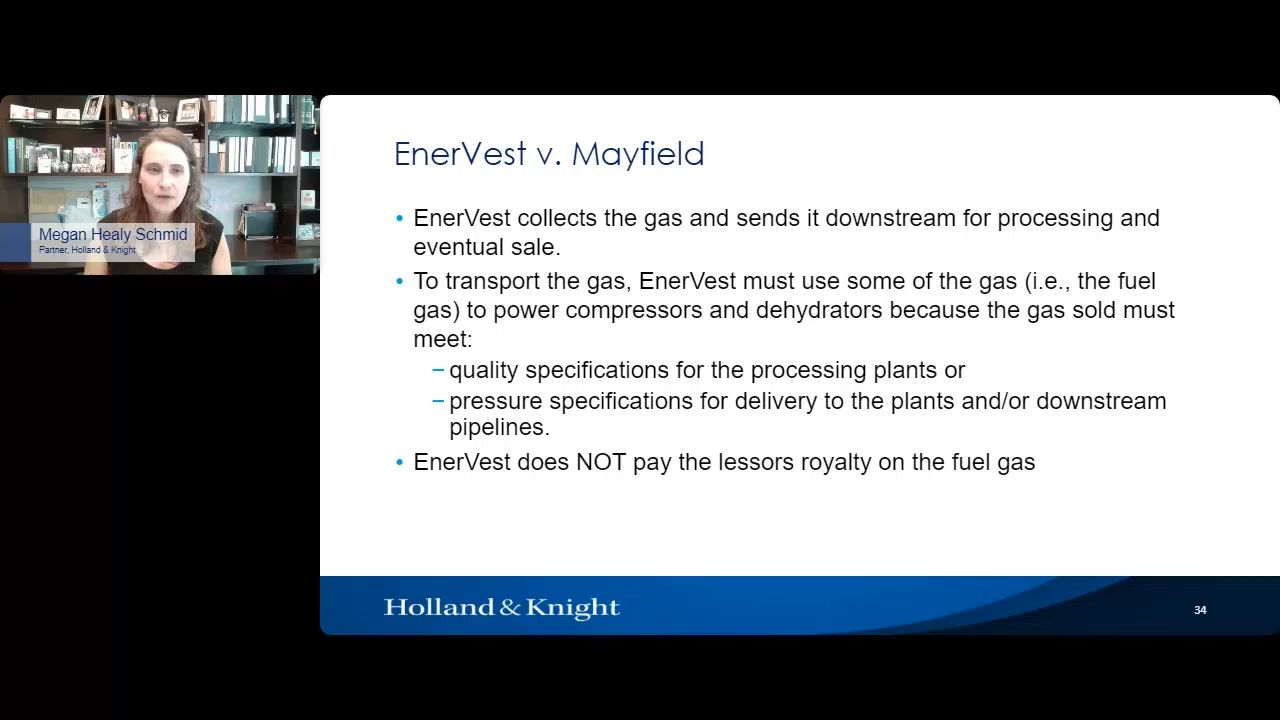 Megan Healy Schmid
Partner, Holland & Knight
EnerVest v. Mayfield
• EnerVest collects the gas and sends it downstream for processing and
eventual sale.
• To transport the gas, EnerVest must use some of the gas (i.e., the fuel
gas) to power compressors and dehydrators because the gas sold must
meet:
− quality specifications for the processing plants or
− pressure specifications for delivery to the plants and/or downstream
pipelines.
• EnerVest does NOT pay the lessors royalty on the fuel gas
Holland & Knight
34